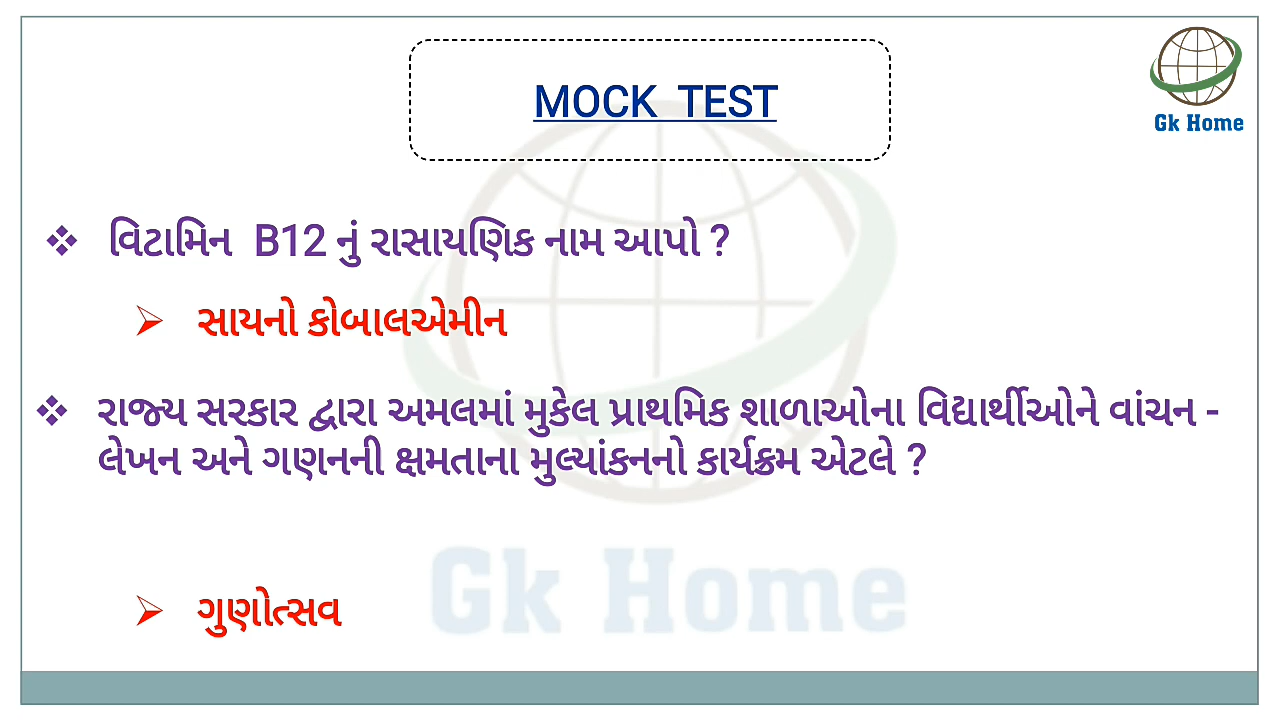 MOCK TEST
Gk Home
❖ વિટામિન B12 નું રાસાયણિક નામ આપો ?
➢ સાયનો કોબાલએમીન
❖ રાજ્ય સરકાર દ્વારા અમલમાં મુકેલ પ્રાથમિક શાળાઓના વિદ્યાર્થીઓને વાંચન -
લેખન અને ગણનની ક્ષમતાના મુલ્યાંકનનો કાર્યક્રમ એટલે ?
Gk Home
➢ ગુણોત્સવ